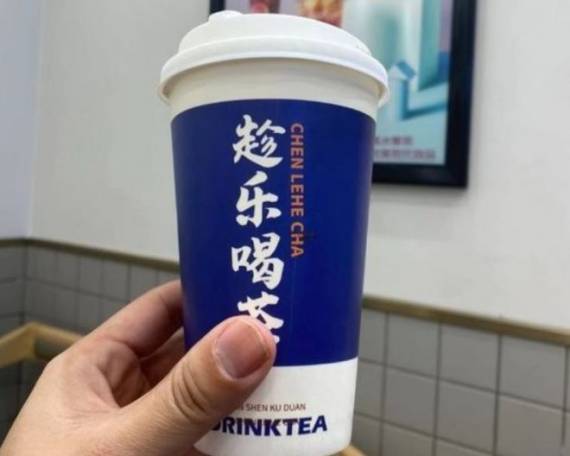 趁乐喝茶
CHEN LEHE CHA
SHEN KU DUAN
DRINKTEA